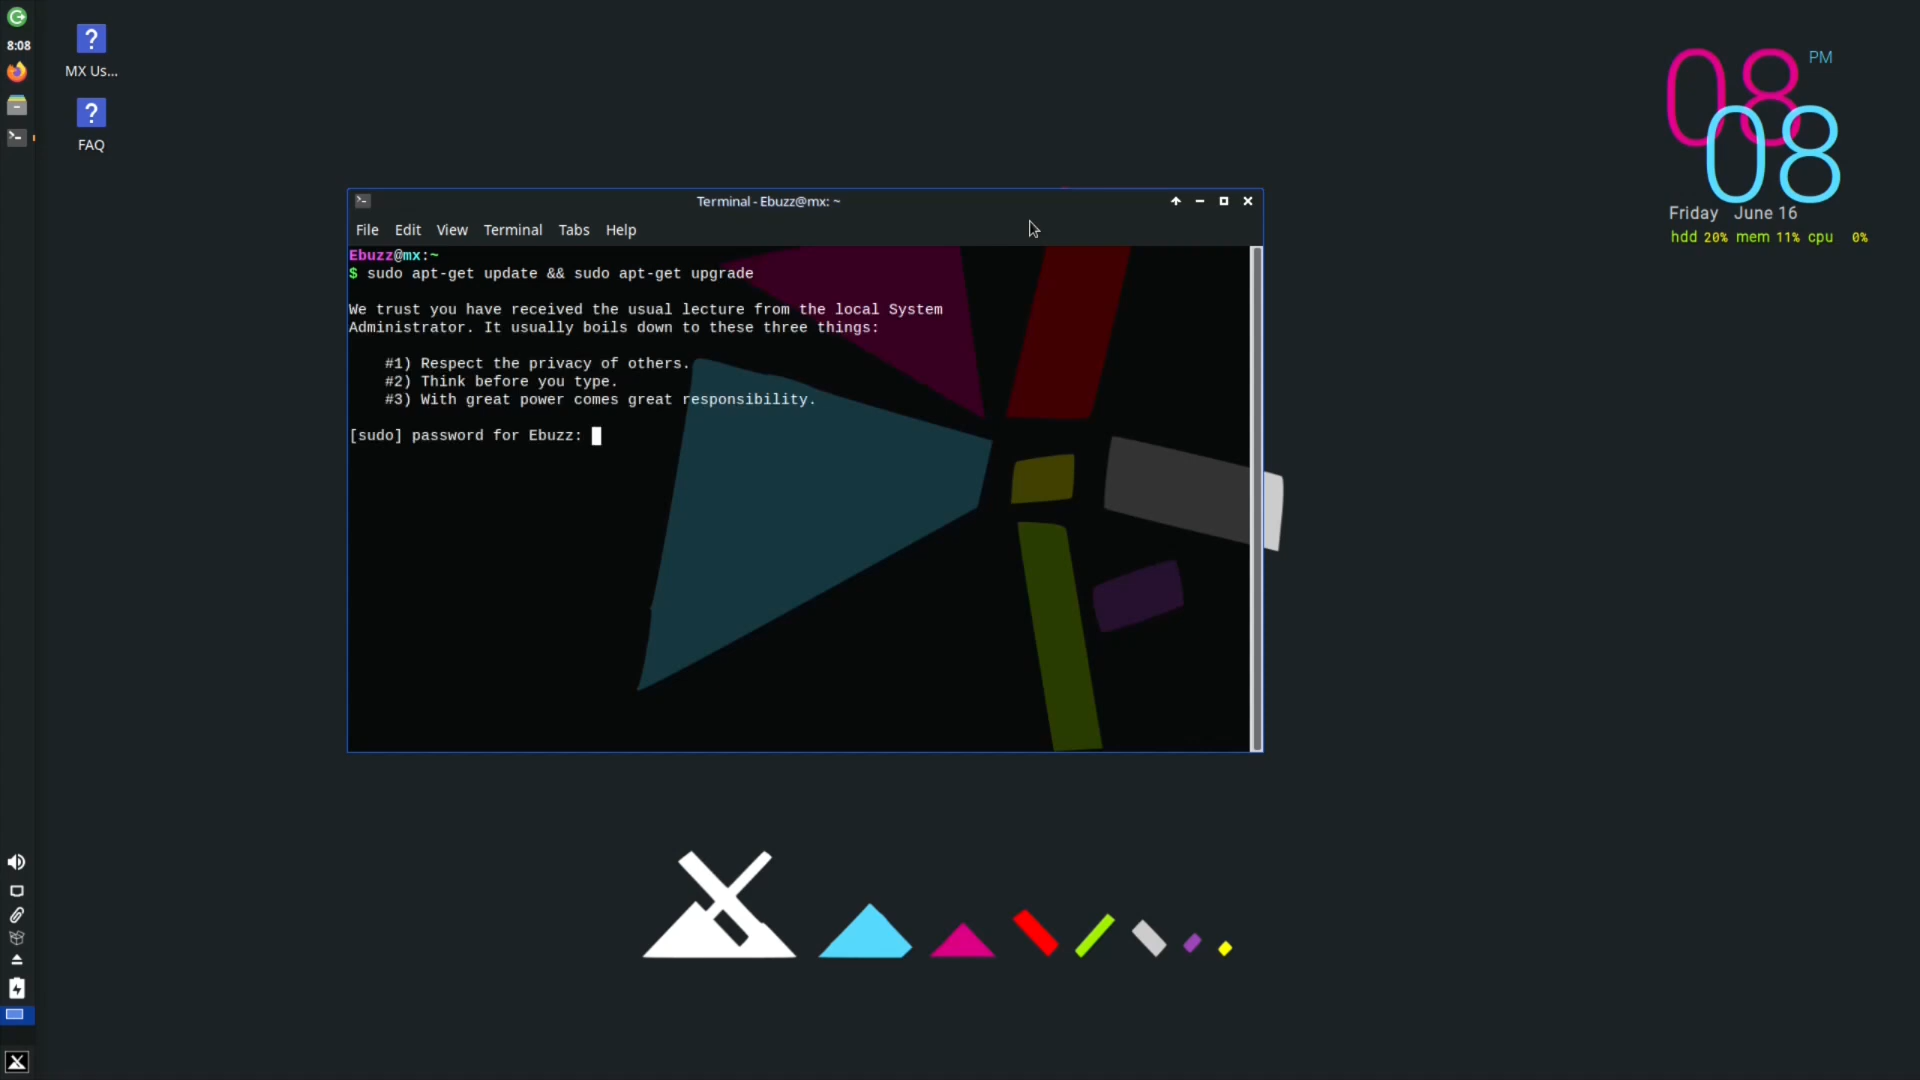 8:08
MX Us...
FAQ
Terminal - Ebuzz@mx: ~
File Edit View Terminal Tabs Help
Ebuzz@mx:~
$ sudo apt-get update && sudo apt-get upgrade
We trust you have received the usual lecture from the local System
Administrator. It usually boils down to these three things:
#1) Respect the privacy of others.
#2) Think before you type.
#3) With great power comes great responsibility.
[sudo] password for Ebuzz:
08 PM
08
Friday June 16
hdd 20% mem 11% cpu 0%